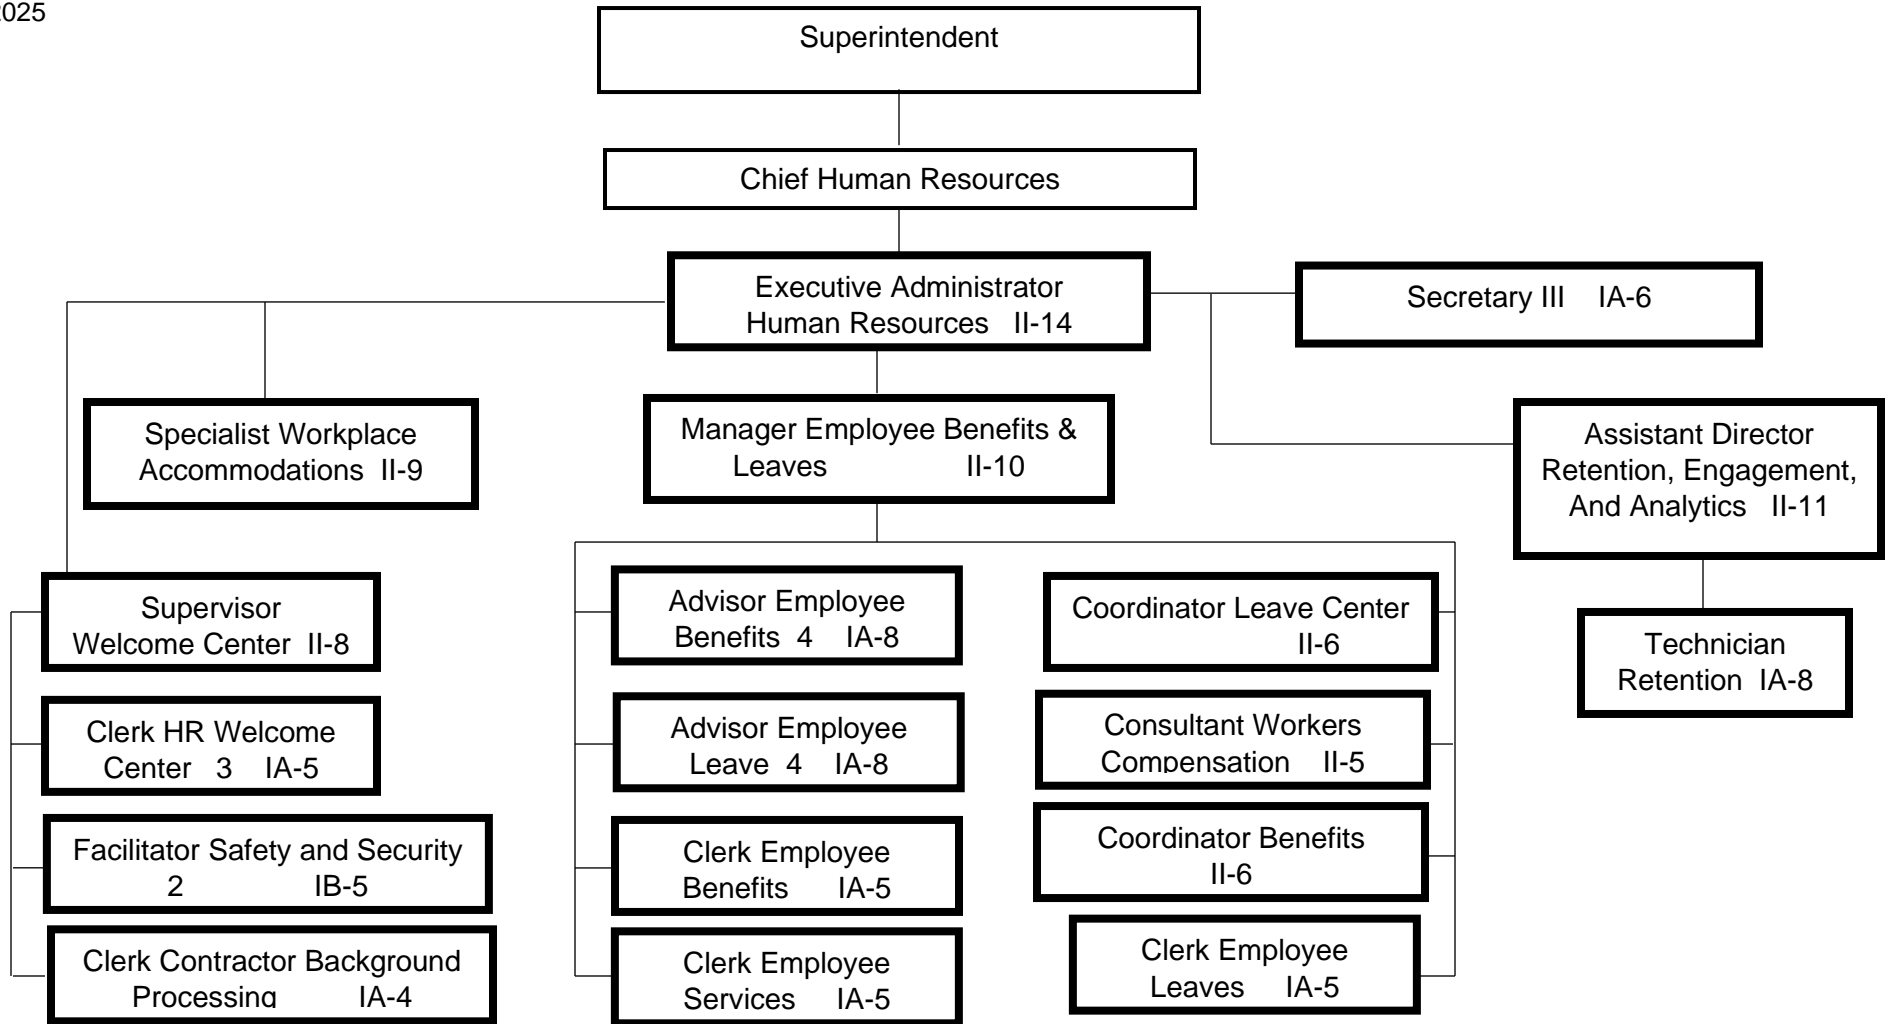 2025
Superintendent
Chief Human Resources
Executive Administrator
Human Resources II-14
Secretary III IA-6
Specialist Workplace
Accommodations II-9
Manager Employee Benefits &
Leaves II-10
Assistant Director
Retention, Engagement,
And Analytics II-11
Supervisor
Welcome Center II-8
Advisor Employee
Benefits 4 IA-8
Coordinator Leave Center
II-6
Technician
Retention IA-8
Clerk HR Welcome
Center 3 IA-5
Advisor Employee
Leave 4 IA-8
Consultant Workers
Compensation II-5
Facilitator Safety and Security
2 IB-5
Clerk Employee
Benefits IA-5
Coordinator Benefits
II-6
Clerk Contractor Background
Processing IA-4
Clerk Employee
Services IA-5
Clerk Employee
Leaves IA-5